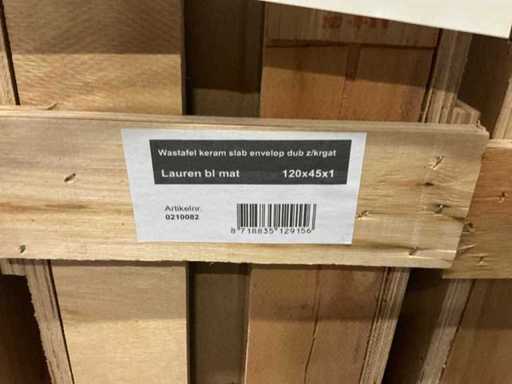 Wastafel keram slab envelop dub z/krgat
Lauren bl mat 120x45x1
Artikelnr.
0210082
8 718835 129156